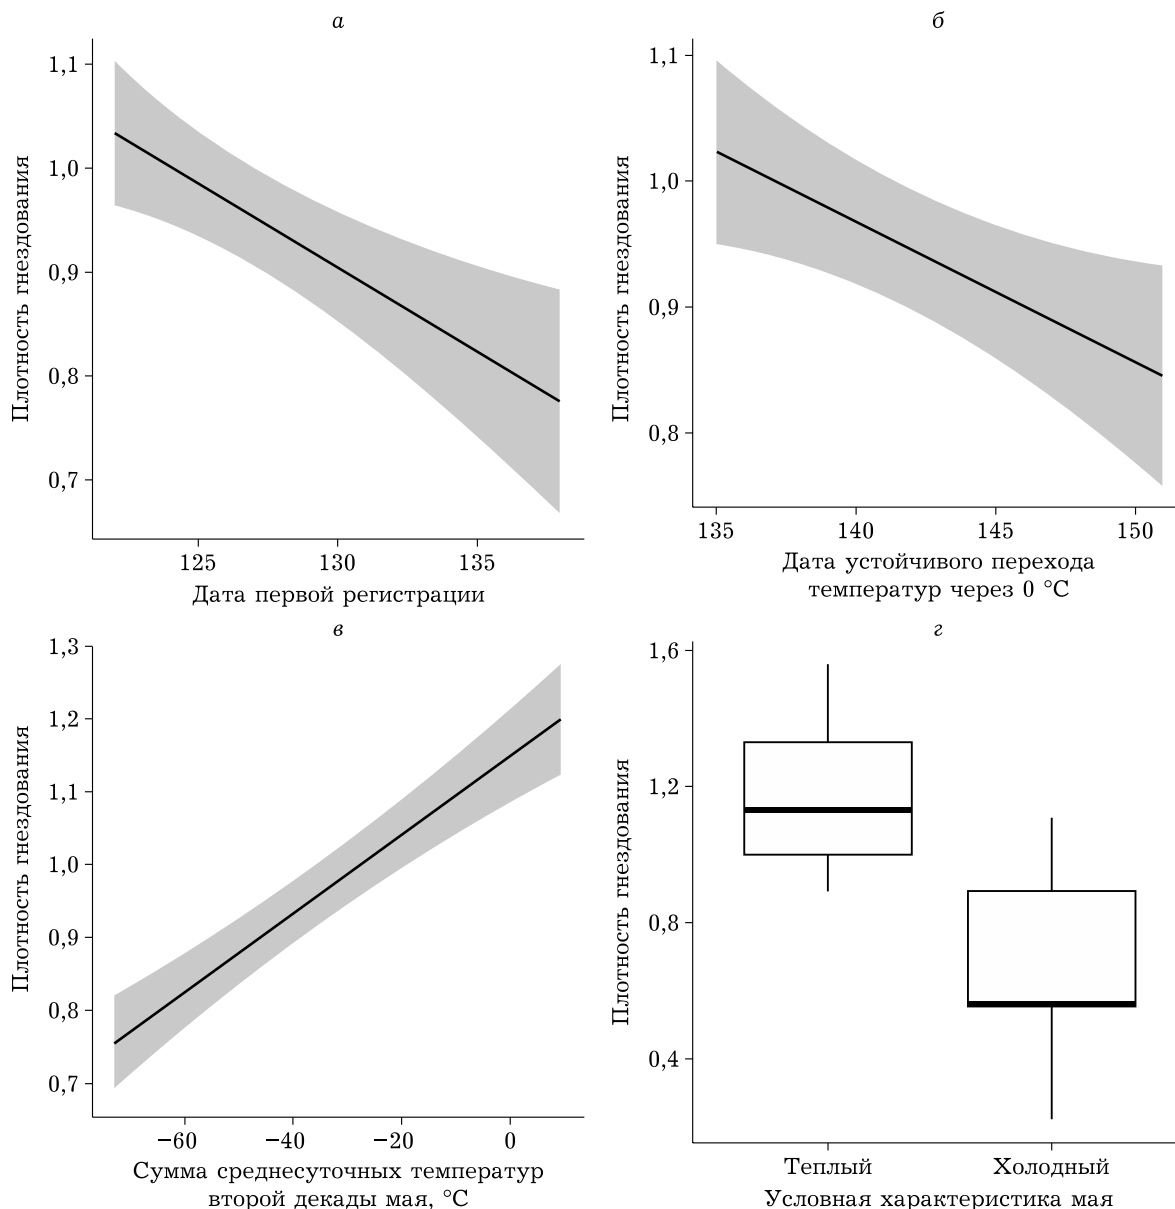 а
1,1
1,0
0,9
0,8
0,7
Плотность гнездования
125 130 135
Дата первой регистрации
б
1,1
1,0
0,9
0,8
Плотность гнездования
135 140 145 150
Дата устойчивого перехода
температур через 0 °C
в
1,3
1,2
1,1
1,0
0,9
0,8
0,7
Плотность гнездования
−60 −40 −20 0
Сумма среднесуточных температур
второй декады мая, °C
г
1,6
1,2
0,8
0,4
Плотность гнездования
Теплый Холодный
Условная характеристика мая